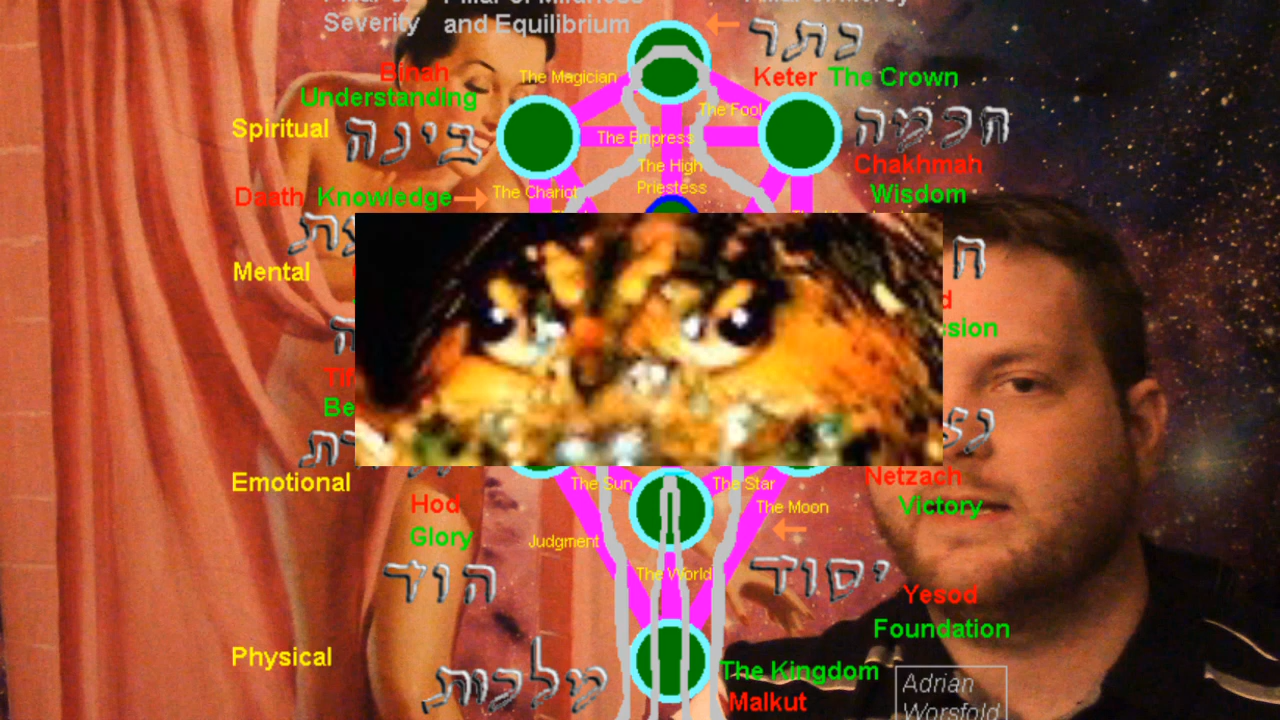 Severity
and Equilibrium
כתר
Binah
The Magician
Keter The Crown
Understanding
The Fool
Spiritual
בינה
The Empress
חכמה
The High
Priestess
Chakhmah
Daath Knowledge
The Chariot
Wisdom
Mental
Emotional
The Sun
The Star
Netzach
Hod
The Moon
Victory
Glory
Judgment
הוד
The World
יסוד
Yesod
Foundation
Physical
מלכות
The Kingdom
Malkut
Adrian
Worsfold